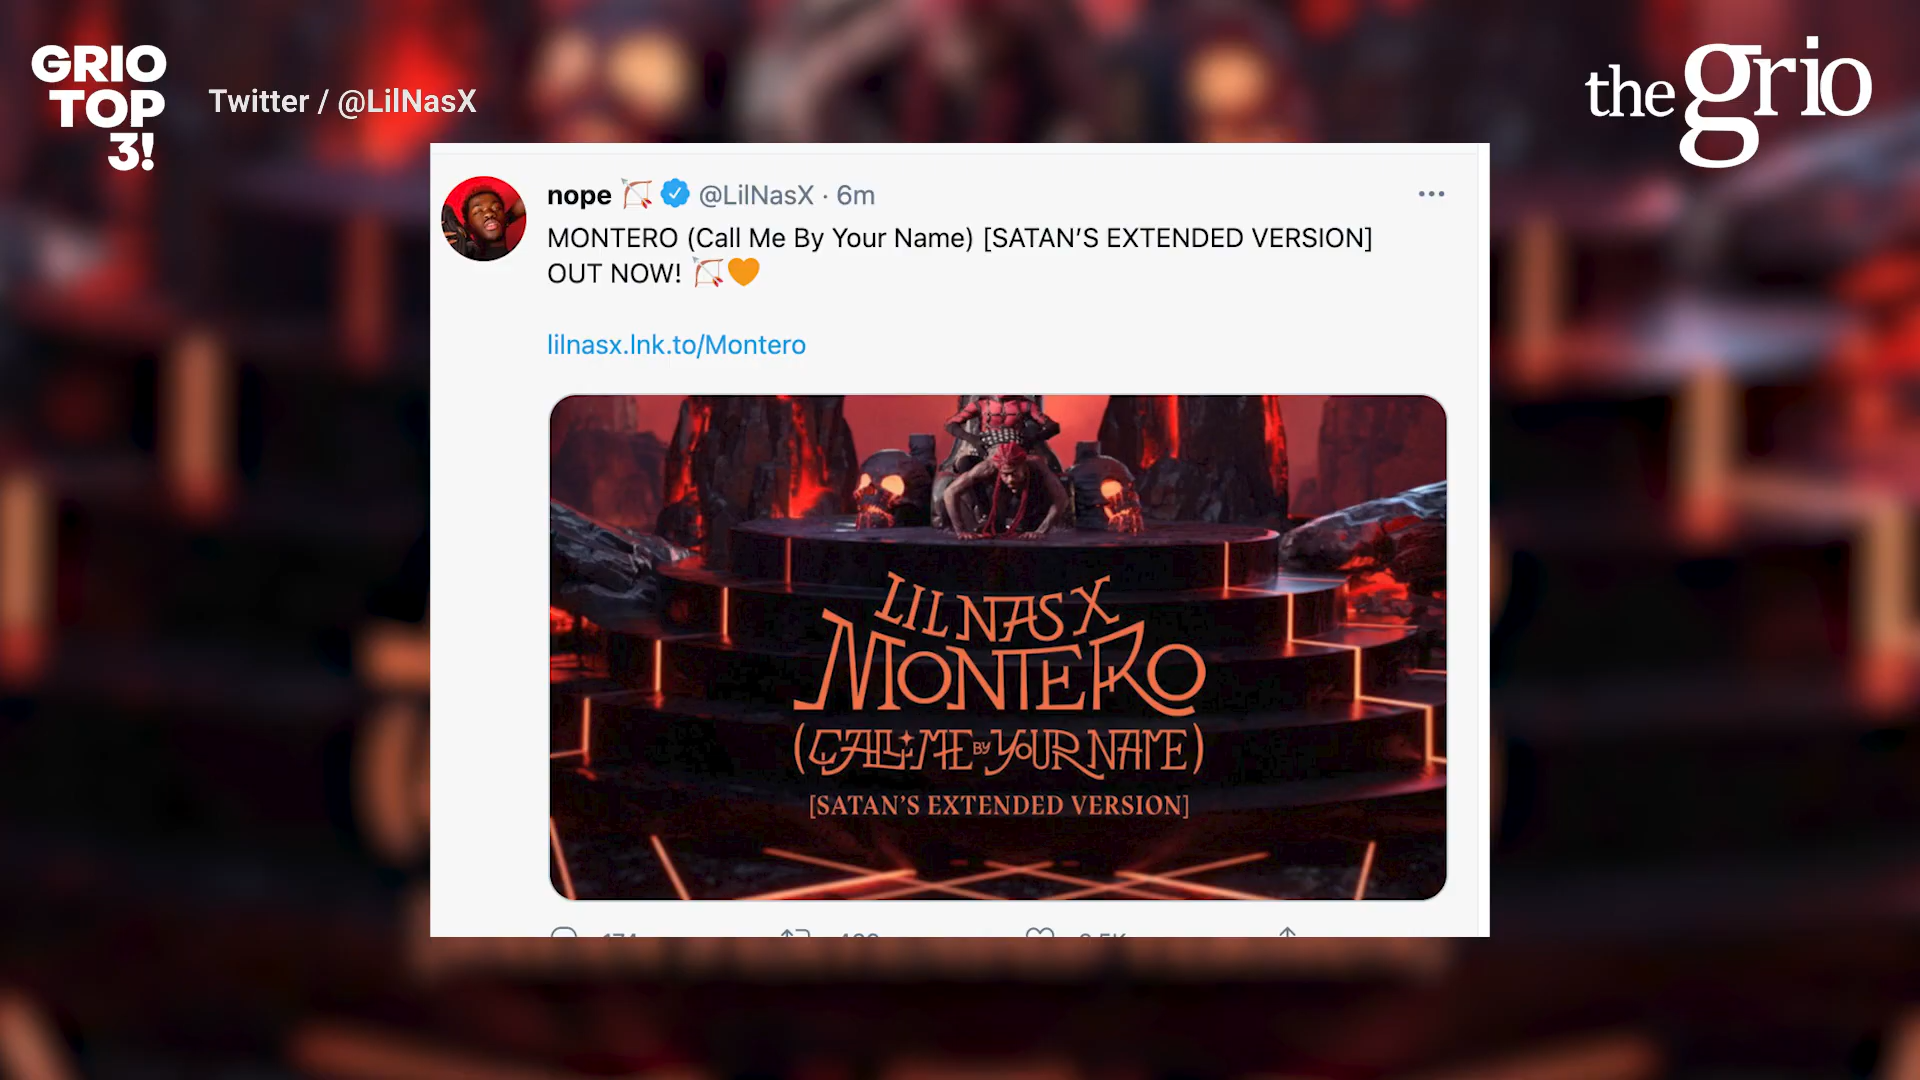 GRIO
TOP
3!
Twitter / @LilNasX
the grio
nope 🏹 @LilNasX · 6m
MONTERO (Call Me By Your Name) [SATAN'S EXTENDED VERSION]
OUT NOW! 🏹🧡
lilnasx.lnk.to/Montero
LIL NAS X
MONTERO
(CALL ME BY YOUR NAME)
[SATAN'S EXTENDED VERSION]